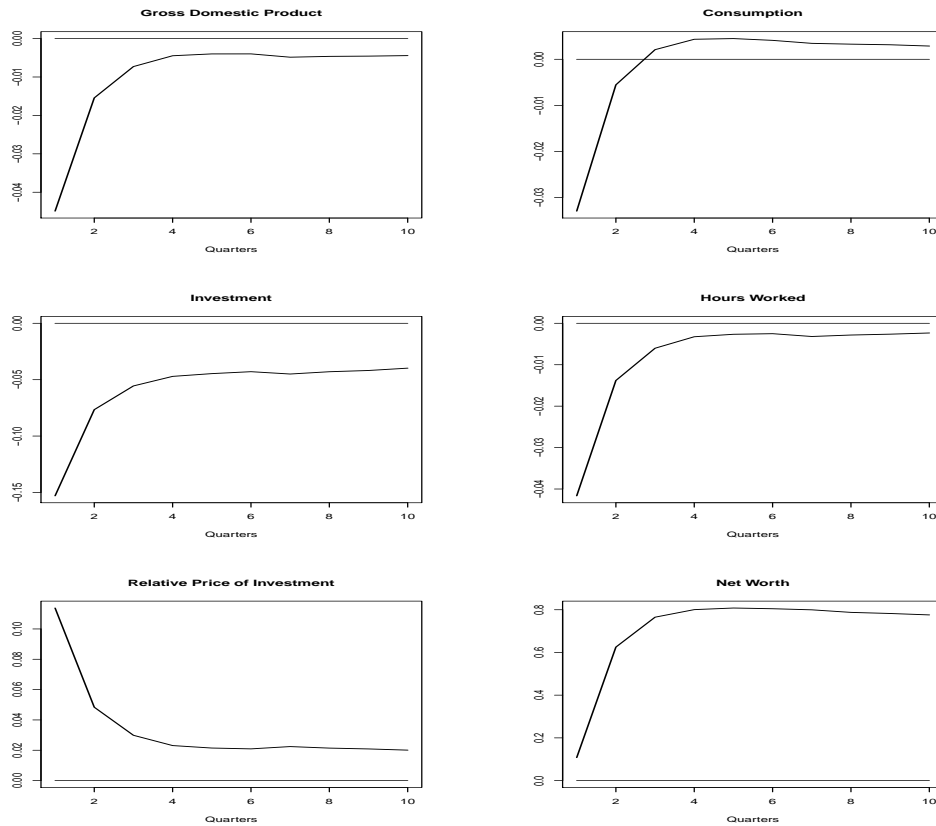 Gross Domestic Product
0.00
−0.01
−0.02
−0.03
−0.04
2 4 6 8 10
Quarters
Consumption
0.00
−0.01
−0.02
−0.03
2 4 6 8 10
Quarters
Investment
0.00
−0.05
−0.10
−0.15
2 4 6 8 10
Quarters
Hours Worked
0.00
−0.01
−0.02
−0.03
−0.04
2 4 6 8 10
Quarters
Relative Price of Investment
0.10
0.08
0.06
0.04
0.02
0.00
2 4 6 8 10
Quarters
Net Worth
0.8
0.6
0.4
0.2
0.0
2 4 6 8 10
Quarters